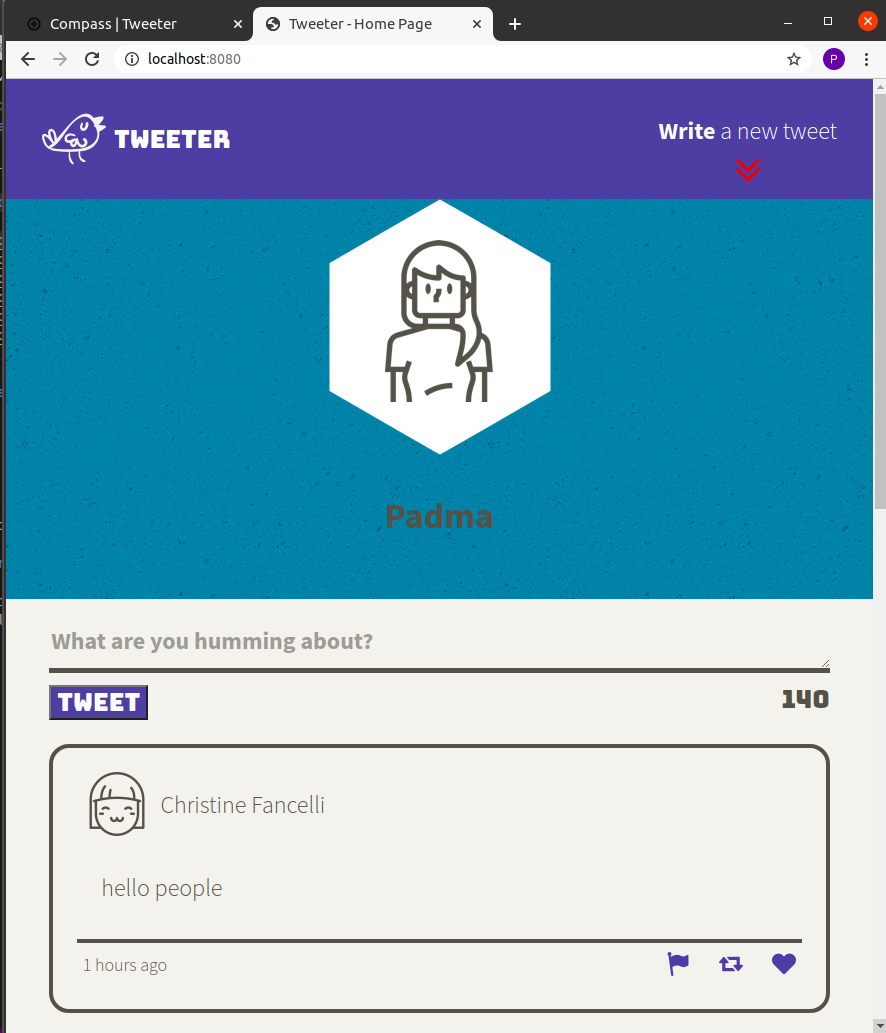 Compass | Tweeter
Tweeter - Home Page
localhost:8080
P
TWEETER
Write a new tweet
Padma
What are you humming about?
TWEET
140
Christine Fancelli
hello people
1 hours ago